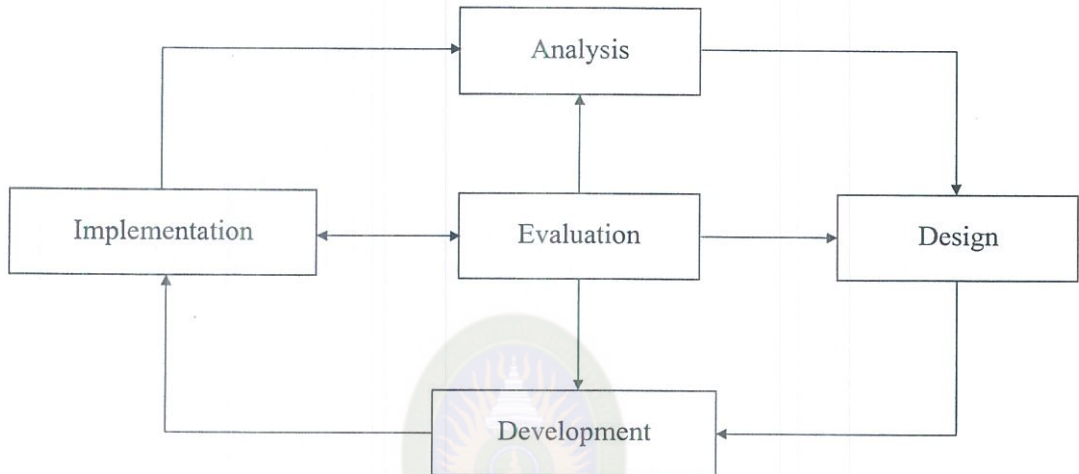 Analysis
Implementation
Evaluation
Design
Development